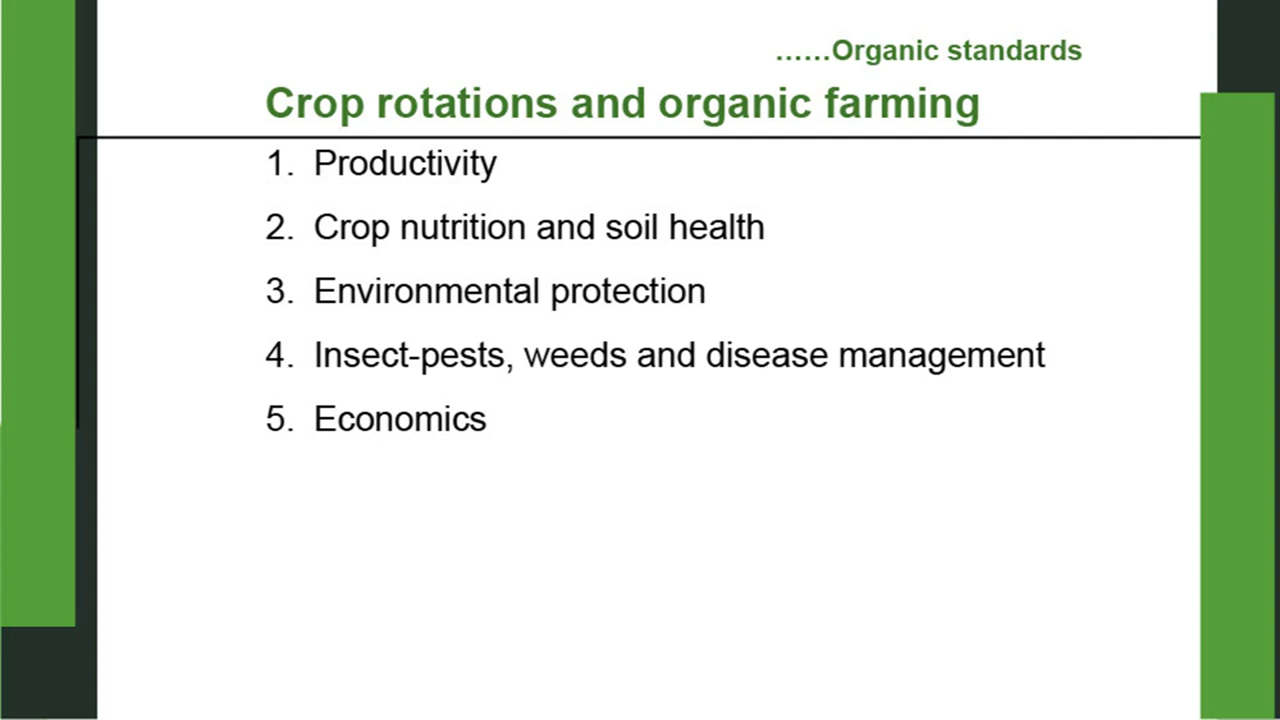 ......Organic standards
Crop rotations and organic farming
1. Productivity
2. Crop nutrition and soil health
3. Environmental protection
4. Insect-pests, weeds and disease management
5. Economics